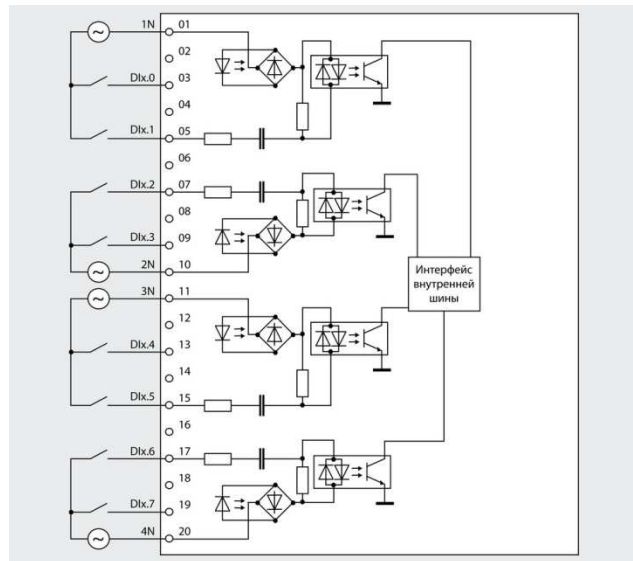 1N 01
02
DIx.0 03
04
DIx.1 05
06
DIx.2 07
08
DIx.3 09
2N 10
3N 11
12
DIx.4 13
14
DIx.5 15
16
DIx.6 17
18
DIx.7 19
4N 20
Интерфейс
внутренней
шины